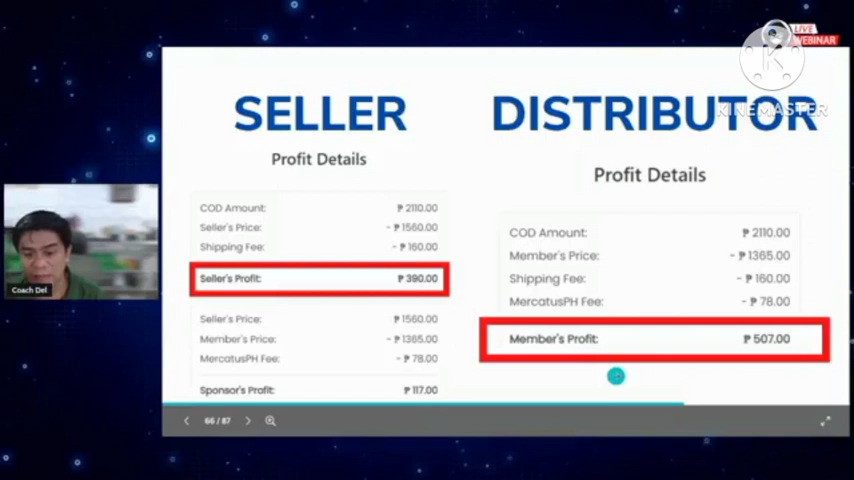 LIVE
WEBINAR
K
KINEMASTER
SELLER
Profit Details
COD Amount: ₱ 2110.00
Seller's Price: - ₱ 1560.00
Shipping Fee: - ₱ 160.00
Seller's Profit: ₱ 390.00
Seller's Price: ₱ 1560.00
Member's Price: - ₱ 1365.00
MercatusPH Fee: - ₱ 78.00
Sponsor's Profit: ₱ 117.00
DISTRIBUTOR
Profit Details
COD Amount: ₱ 2110.00
Member's Price: - ₱ 1365.00
Shipping Fee: - ₱ 160.00
MercatusPH Fee: - ₱ 78.00
Member's Profit: ₱ 507.00
Coach Del
66 / 87